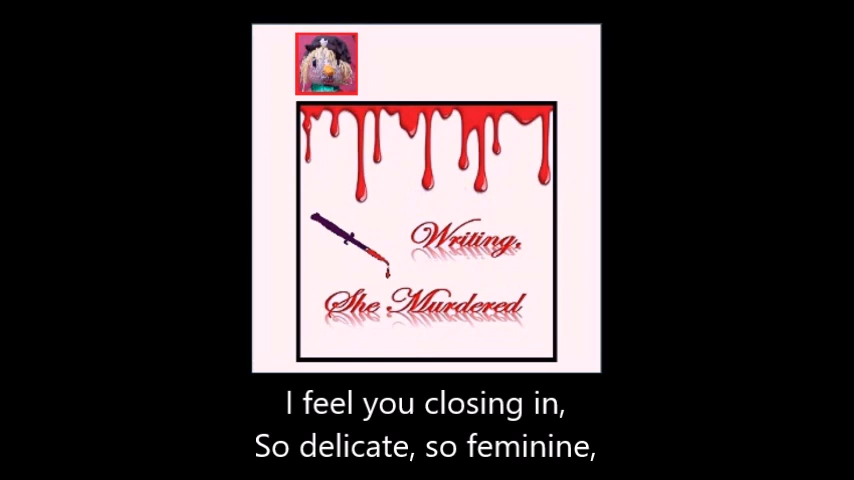 Writing,
She Murdered
I feel you closing in,
So delicate, so feminine,